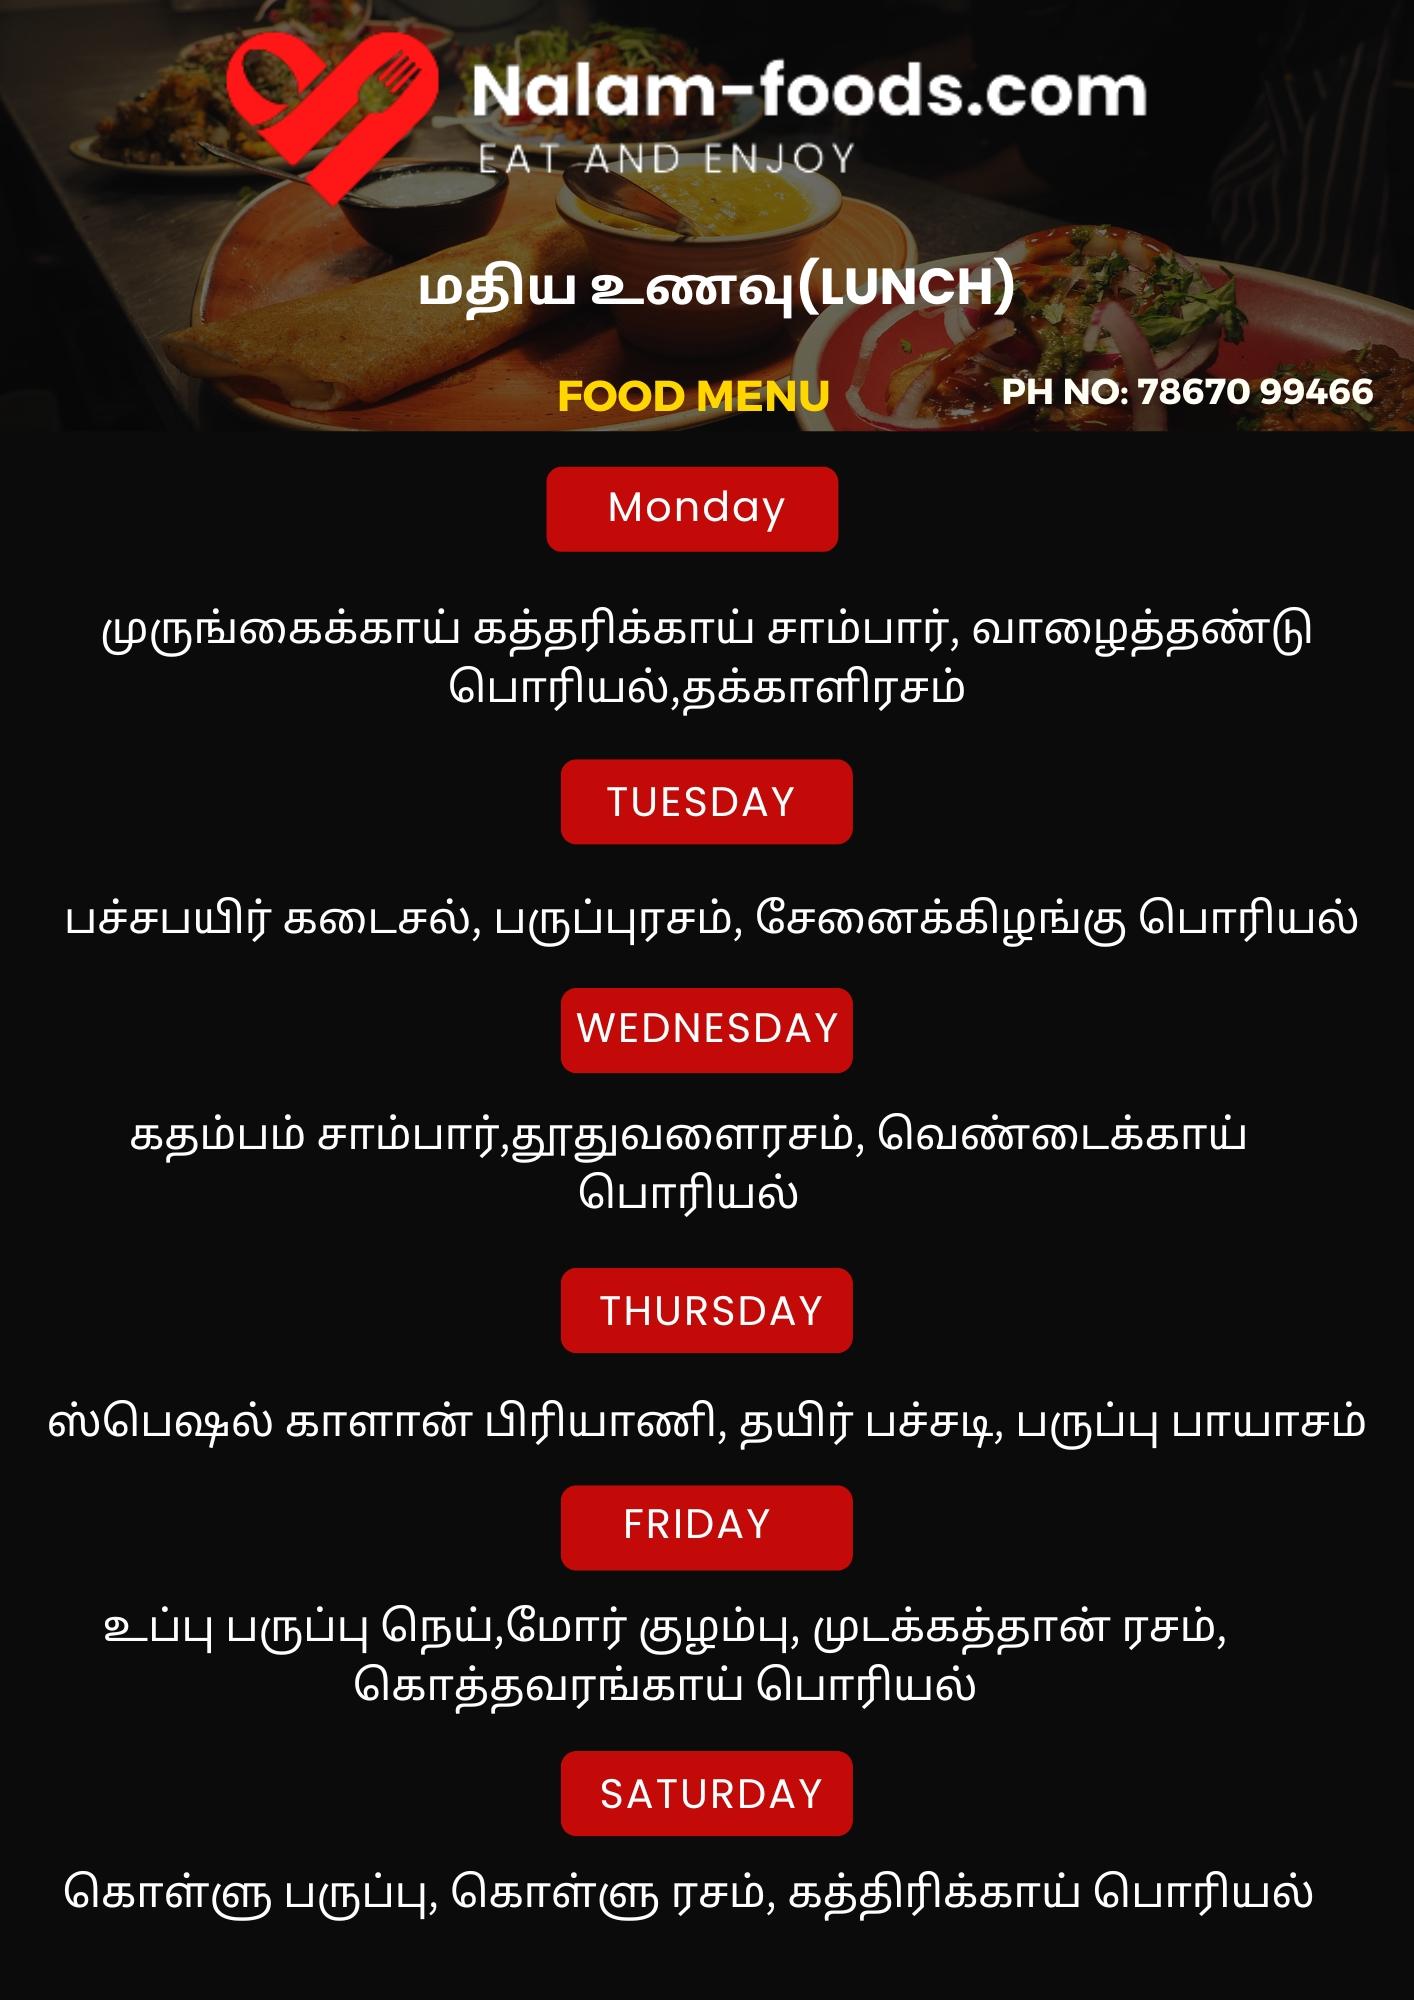 Nalam-foods.com
EAT AND ENJOY
மதிய உணவு(LUNCH)
FOOD MENU
PH NO: 78670 99466
Monday
முருங்கைக்காய் கத்தரிக்காய் சாம்பார், வாழைத்தண்டு
பொரியல்,தக்காளிரசம்
TUESDAY
பச்சபயிர் கடைசல், பருப்புரசம், சேனைக்கிழங்கு பொரியல்
WEDNESDAY
கதம்பம் சாம்பார்,தூதுவளைரசம், வெண்டைக்காய்
பொரியல்
THURSDAY
ஸ்பெஷல் காளான் பிரியாணி, தயிர் பச்சடி, பருப்பு பாயாசம்
FRIDAY
உப்பு பருப்பு நெய்,மோர் குழம்பு, முடக்கத்தான் ரசம்,
கொத்தவரங்காய் பொரியல்
SATURDAY
கொள்ளு பருப்பு, கொள்ளு ரசம், கத்திரிக்காய் பொரியல்